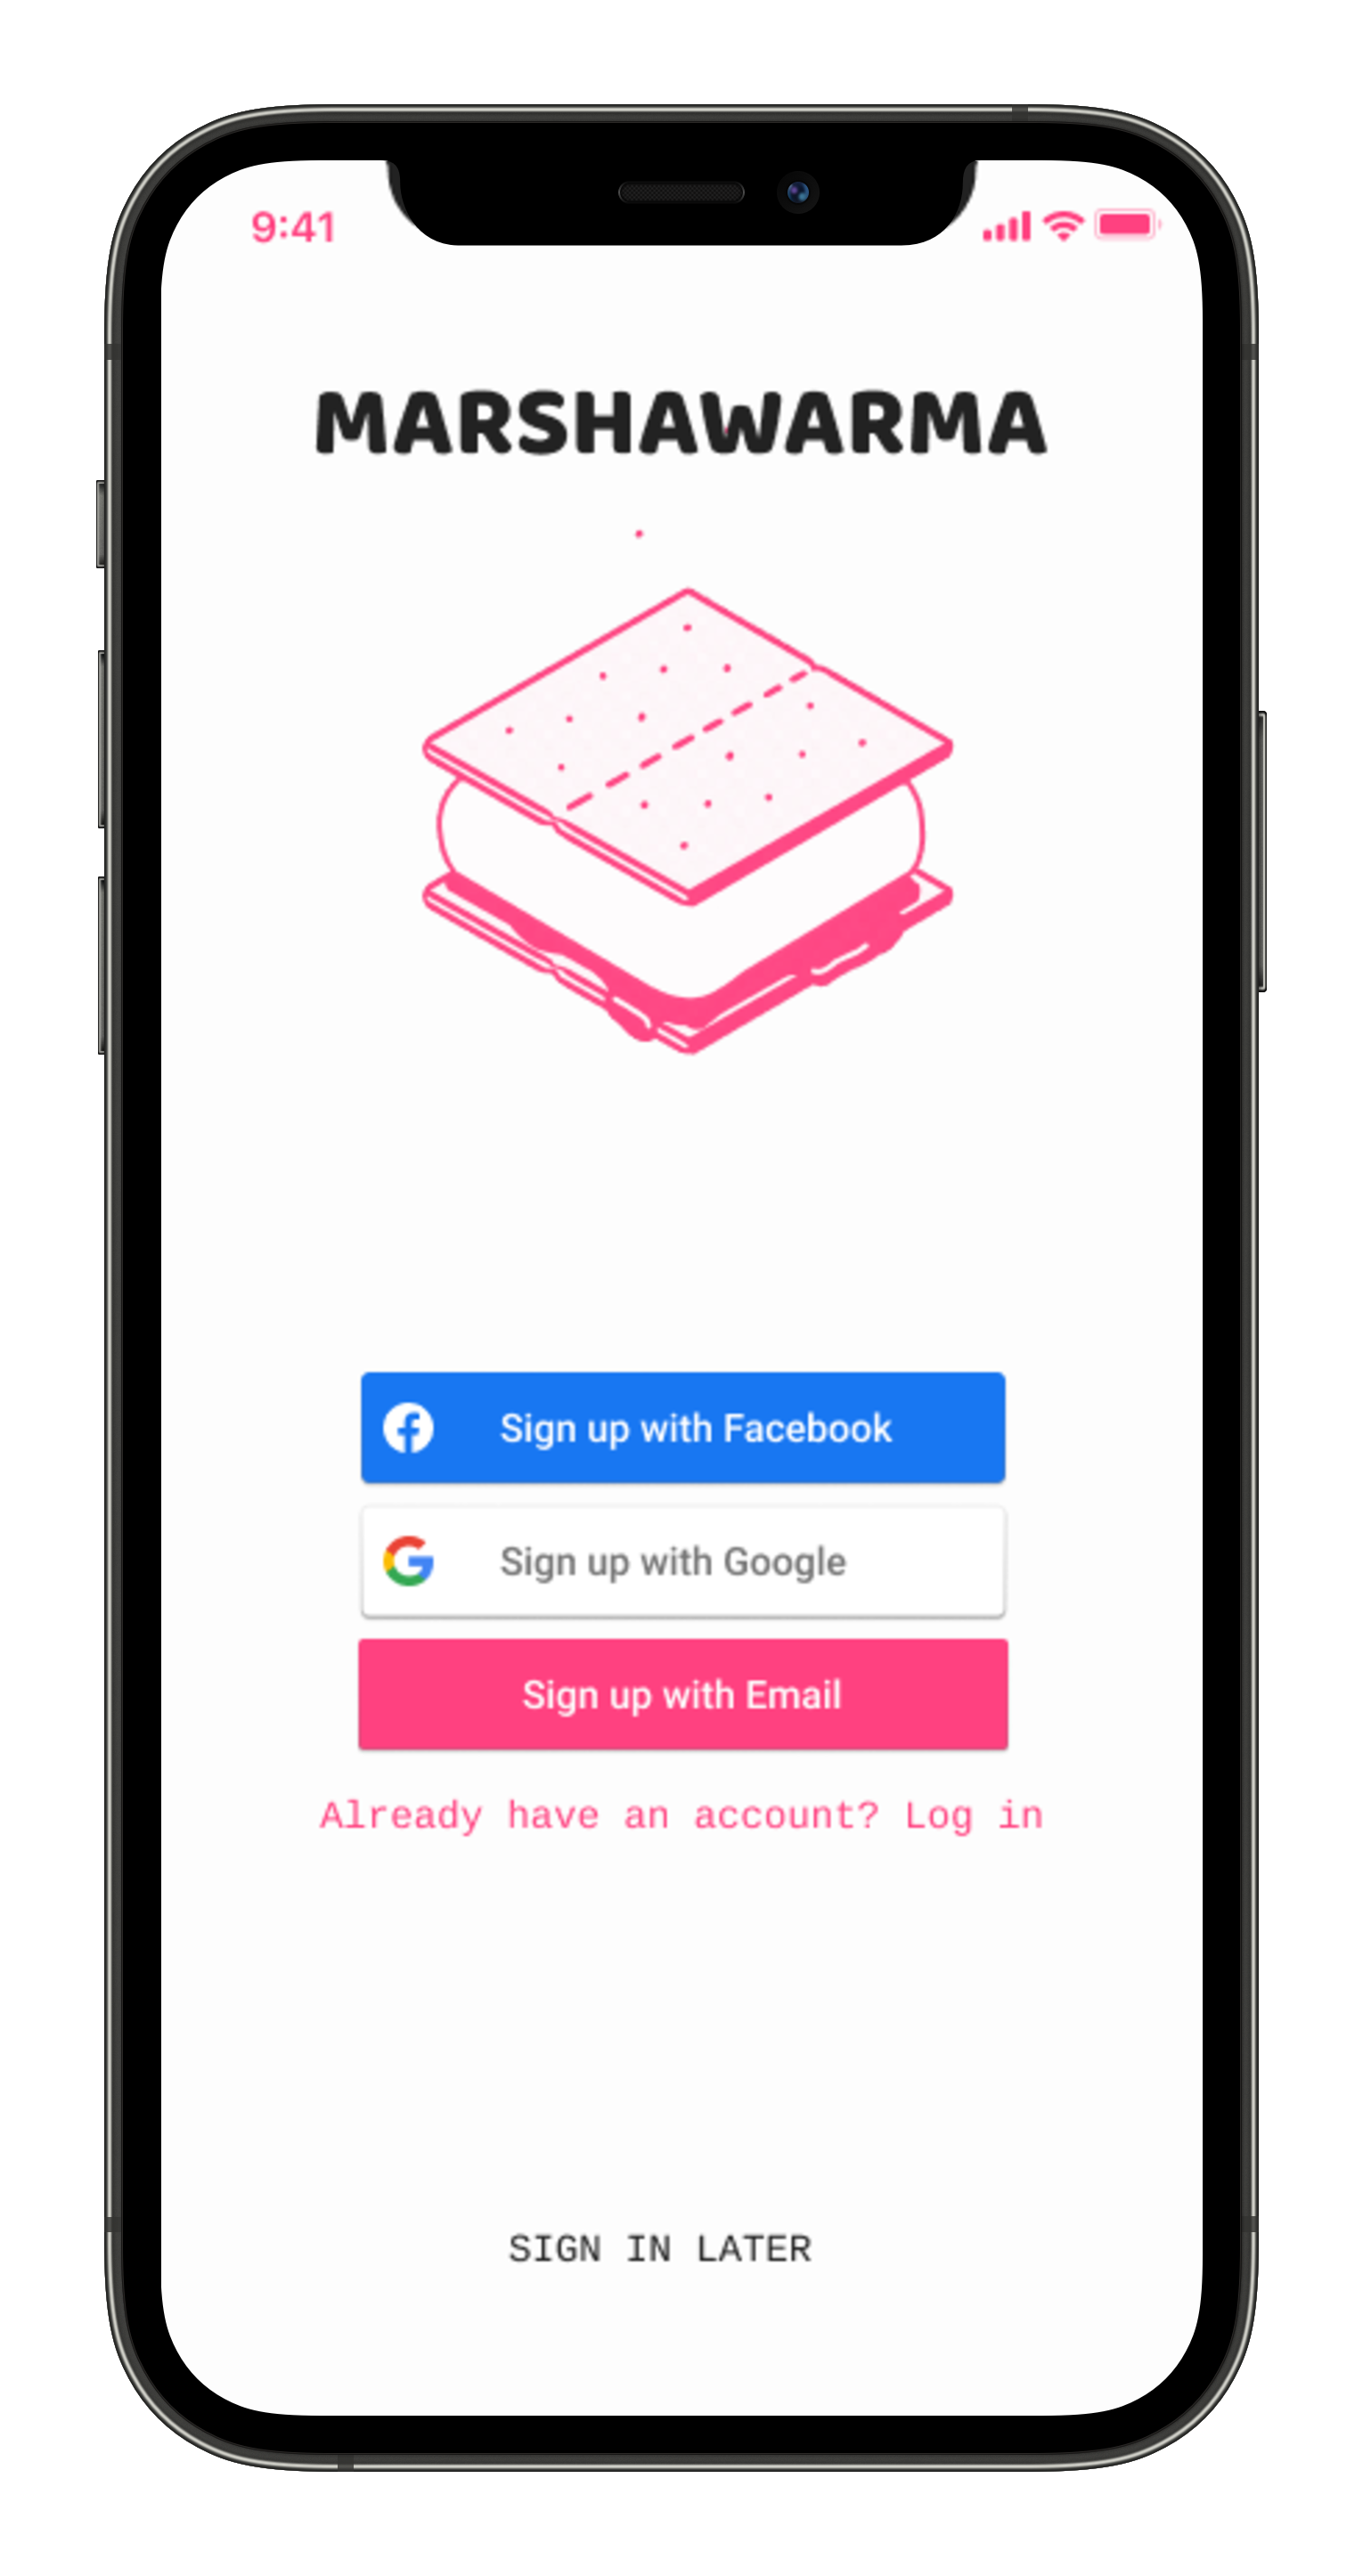 9:41
MARSHAWARMA
Sign up with Facebook
Sign up with Google
Sign up with Email
Already have an account? Log in
SIGN IN LATER